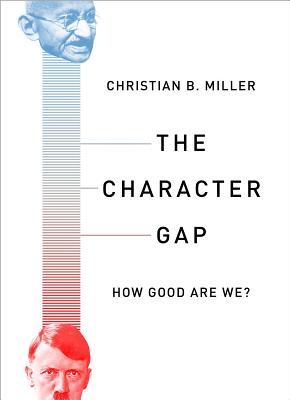 CHRISTIAN B. MILLER
THE
CHARACTER
GAP
HOW GOOD ARE WE?